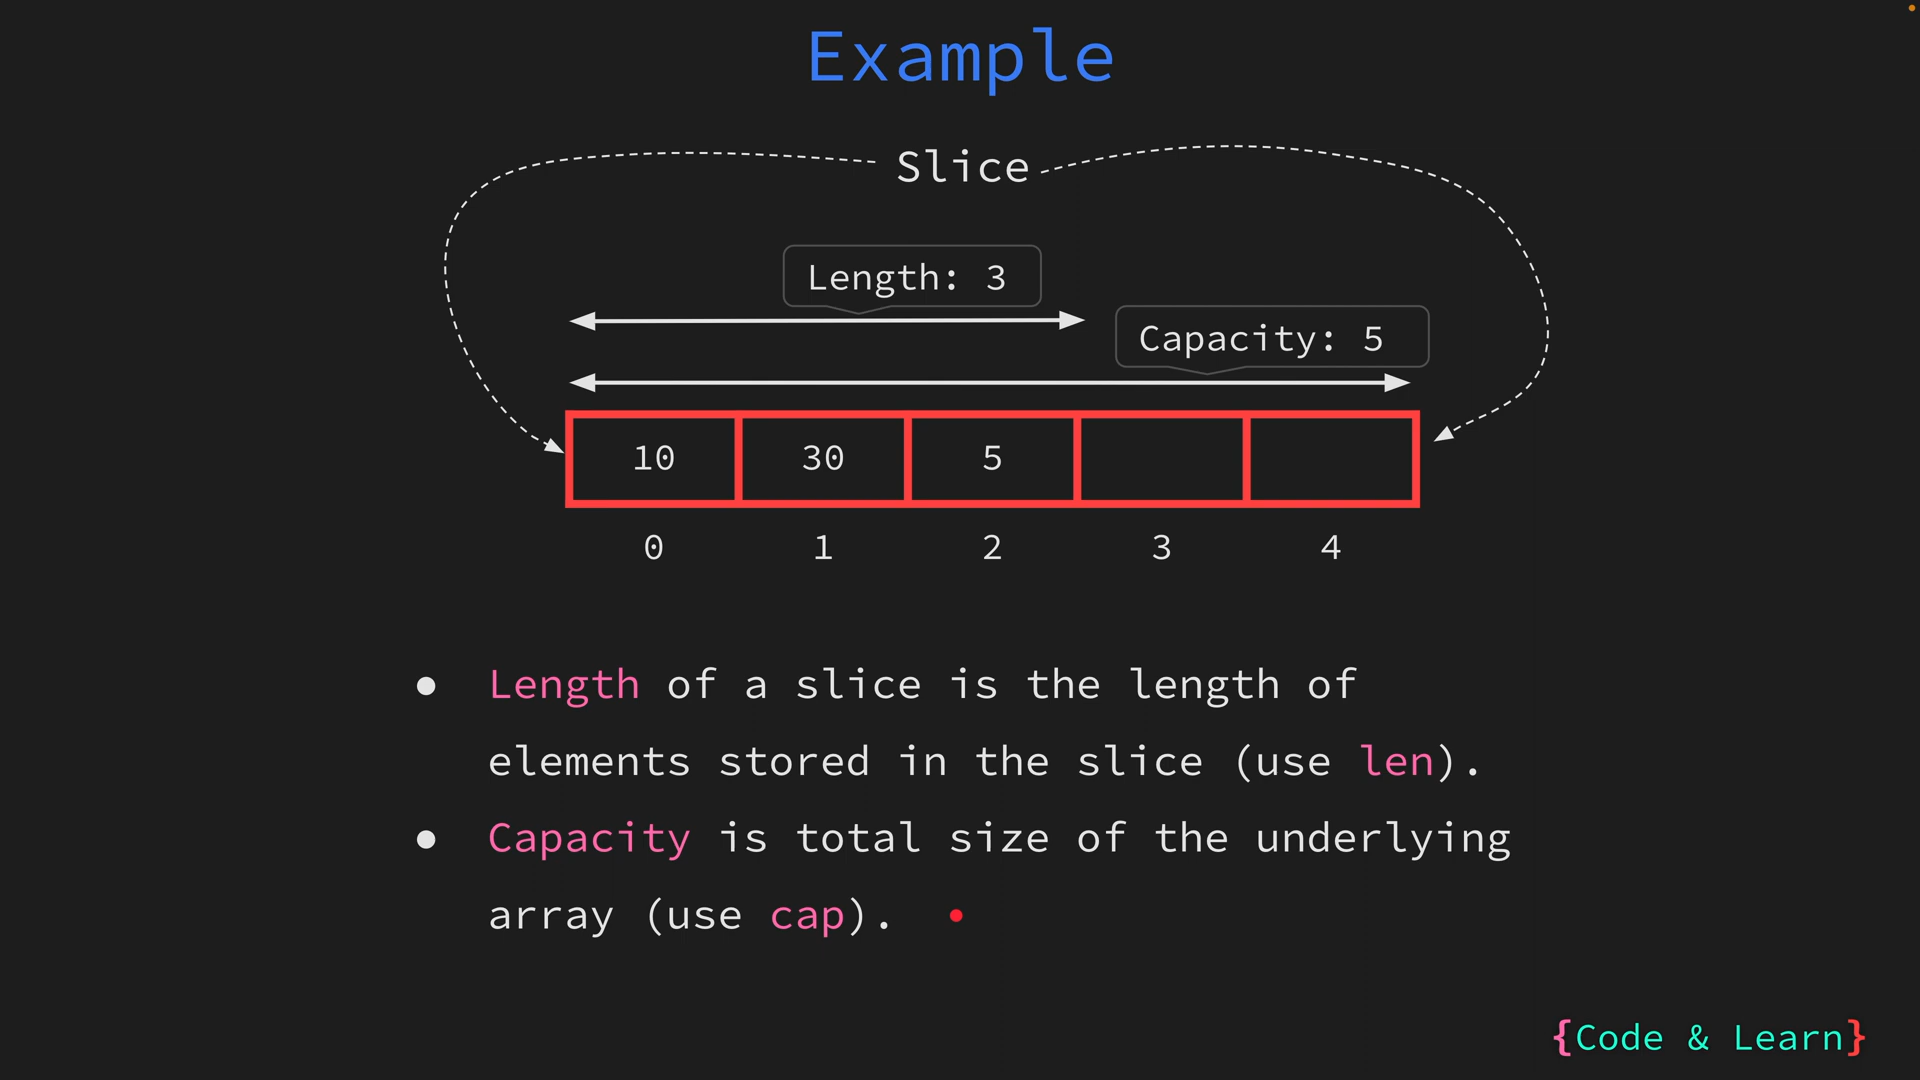 Example
Slice
Length: 3
Capacity: 5
10 30 5
0 1 2 3 4
● Length of a slice is the length of
elements stored in the slice (use len).
● Capacity is total size of the underlying
array (use cap).
{Code & Learn}